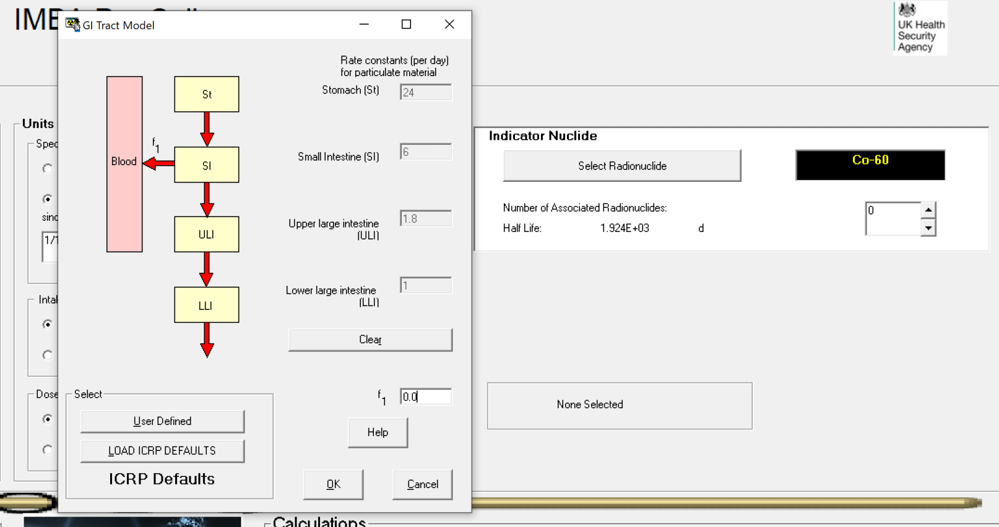 GI Tract Model
UK Health
Security
Agency
Rate constants (per day)
for particulate material
Stomach (St)
24
St
Units
Spec
f1
Blood
SI
Small Intestine (SI)
6
Indicator Nuclide
Select Radionuclide
Co-60
Number of Associated Radionuclides:
0
Half Life:
1.924E+03
d
sinc
1/1
ULI
Upper large intestine
(ULI)
1.8
Intal
LLI
Lower large intestine
(LLI)
1
Clear
Dose
Select
User Defined
LOAD ICRP DEFAULTS
ICRP Defaults
f1
0.0
Help
OK
Cancel
None Selected
Calculations